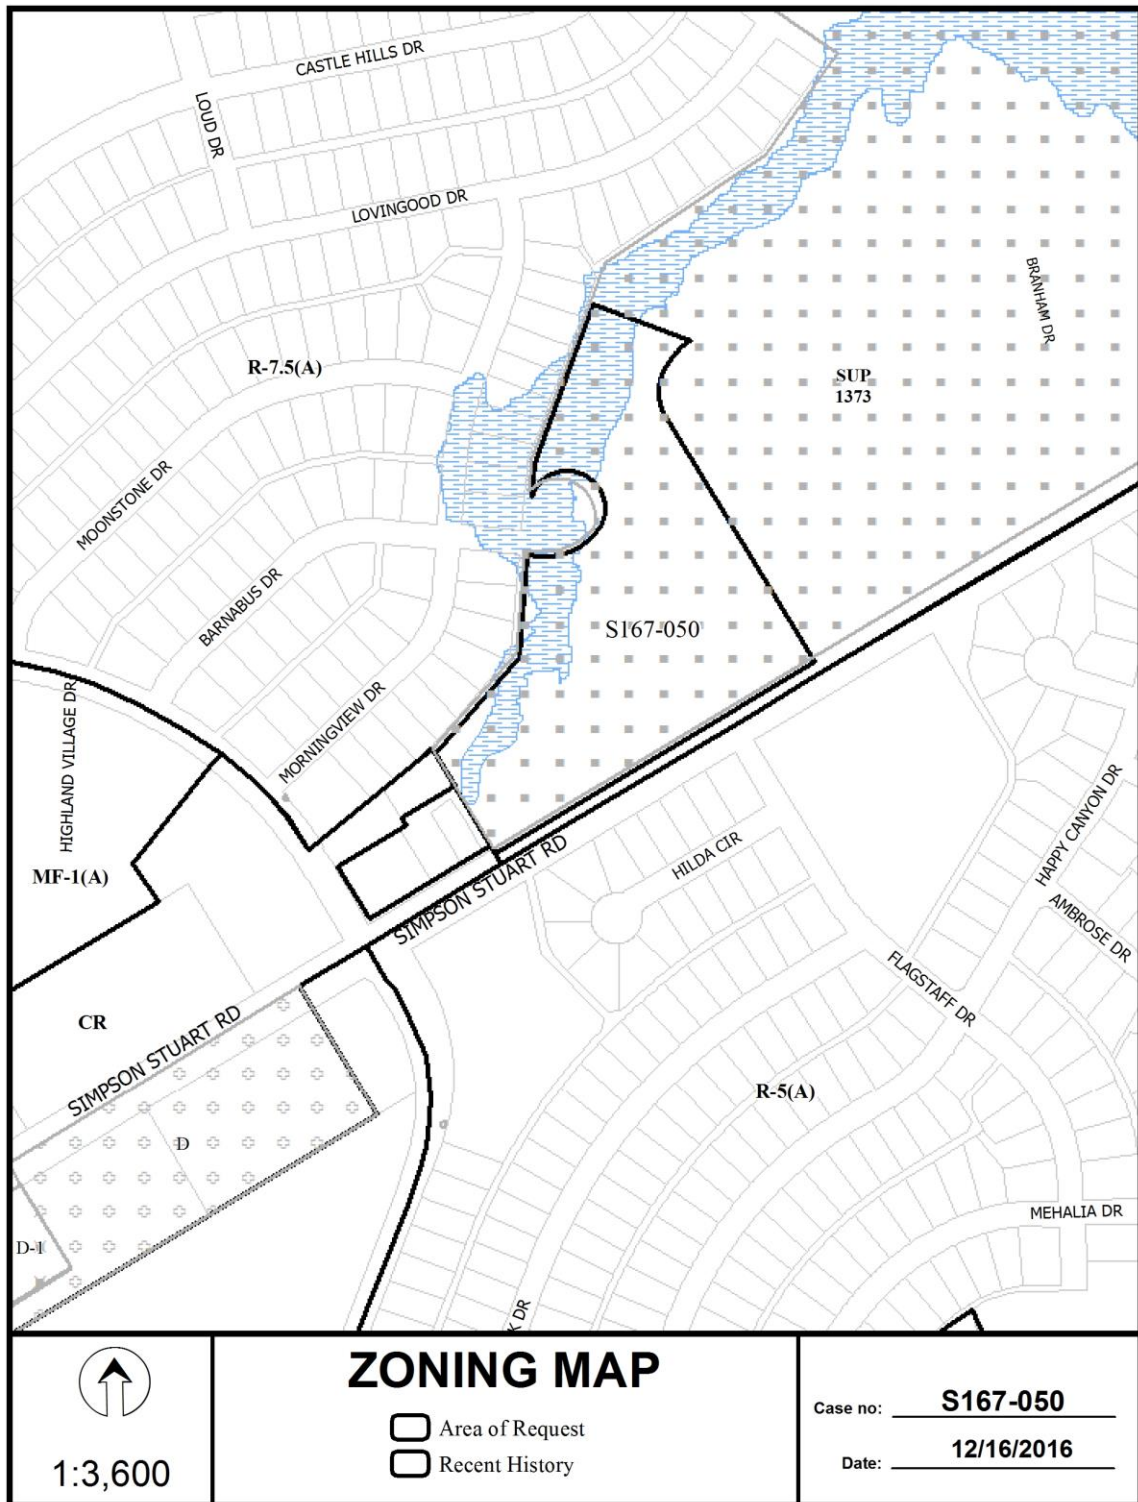 CASTLE HILLS DR
LOUD DR
LOVINGOOD DR
BRANHAM DR
R-7.5(A)
SUP
1373
MOONSTONE DR
BARNABUS DR
S167-050
MORNINGVIEW DR
HIGHLAND VILLAGE DR
HAPPY CANYON DR
HILDA CIR
MF-1(A)
SIMPSON STUART RD
AMBROSE DR
FLAGSTAFF DR
CR
SIMPSON STUART RD
R-5(A)
D
MEHALIA DR
D-1
K DR
1:3,600
ZONING MAP
Area of Request
Recent History
Case no: S167-050
Date: 12/16/2016